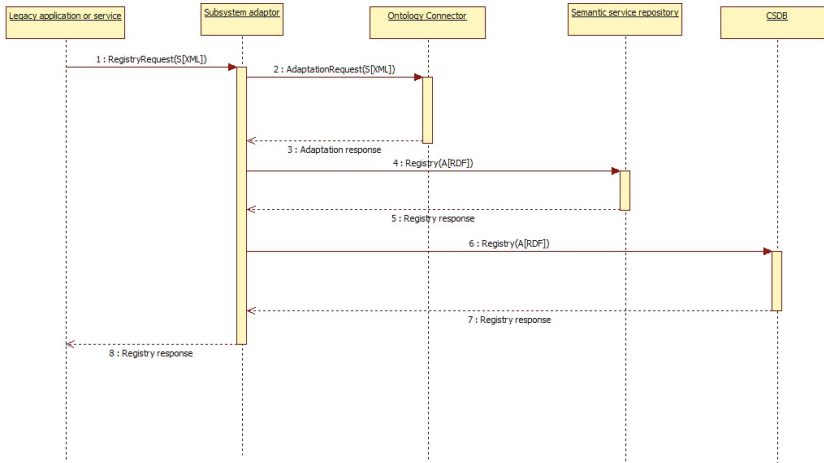 Legacy application or service
Subsystem adaptor
Ontology Connector
Semantic service repository
CSDB
1 : RegistryRequest(S[XML])
2 : AdaptationRequest(S[XML])
3 : Adaptation response
4 : Registry(A[RDF])
5 : Registry response
6 : Registry(A[RDF])
7 : Registry response
8 : Registry response